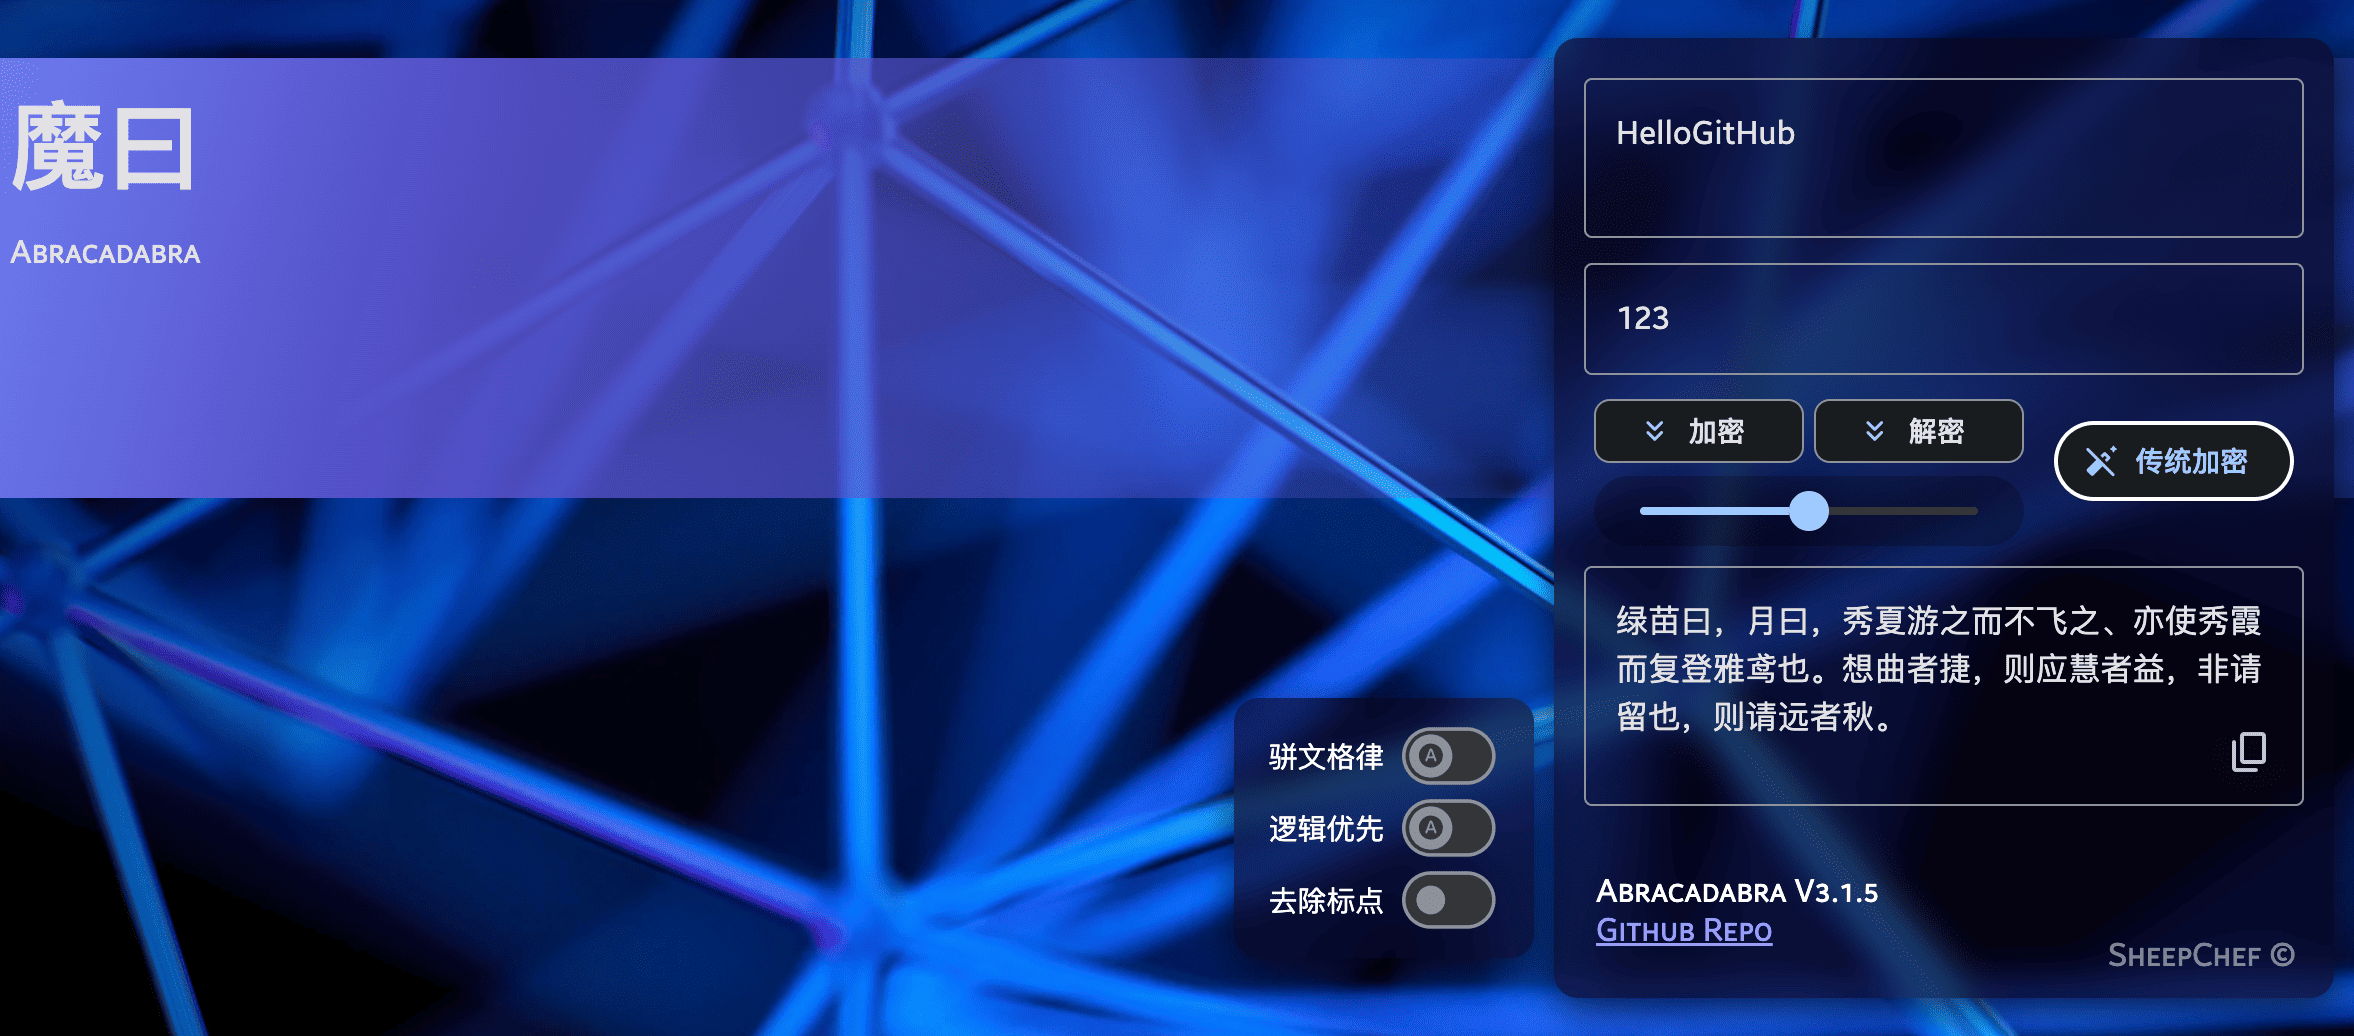 魔曰
Abracadabra
HelloGitHub
123
加密
解密
传统加密
绿苗曰，月曰，秀夏游之而不飞之、亦使秀霞
而复登雅鸢也。想曲者捷，则应慧者益，非请
留也，则请远者秋。
骈文格律
A
逻辑优先
A
去除标点
Abracadabra V3.1.5
Github Repo
SheepChef ©